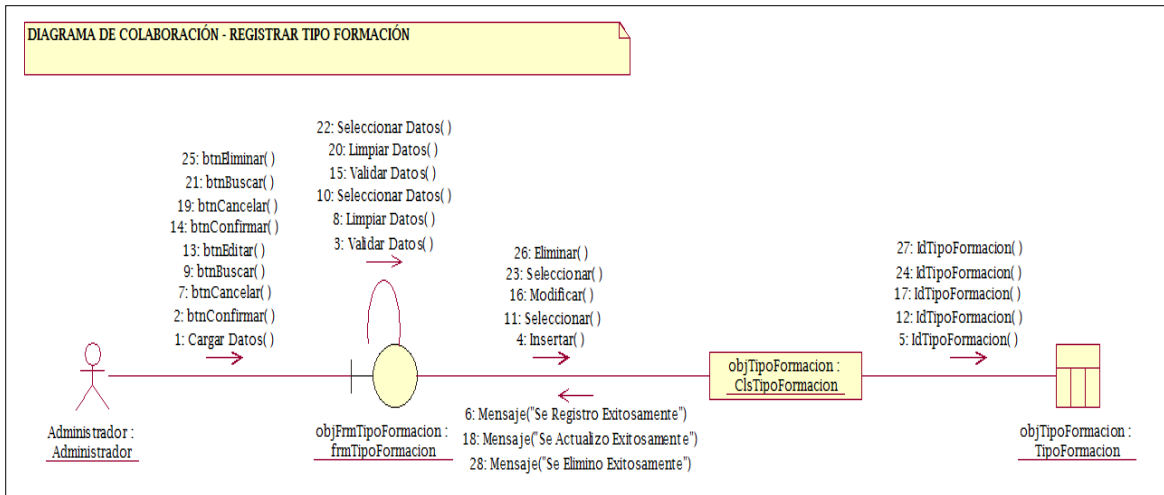 DIAGRAMA DE COLABORACIÓN - REGISTRAR TIPO FORMACIÓN
22: Seleccionar Datos( )
20: Limpiar Datos( )
15: Validar Datos( )
10: Seleccionar Datos( )
8: Limpiar Datos( )
3: Validar Datos( )
25: btnEliminar( )
21: btnBuscar( )
19: btnCancelar( )
14: btnConfirmar( )
13: btnEditar( )
9: btnBuscar( )
7: btnCancelar( )
2: btnConfirmar( )
1: Cargar Datos( )
26: Eliminar( )
23: Seleccionar( )
16: Modificar( )
11: Seleccionar( )
4: Insertar( )
27: IdTipoFormacion( )
24: IdTipoFormacion( )
17: IdTipoFormacion( )
12: IdTipoFormacion( )
5: IdTipoFormacion( )
objTipoFormacion :
ClsTipoFormacion
6: Mensaje("Se Registro Exitosamente")
18: Mensaje("Se Actualizo Exitosamente")
28: Mensaje("Se Elimino Exitosamente")
Administrador :
Administrador
objFrmTipoFormacion :
frmTipoFormacion
objTipoFormacion :
TipoFormacion